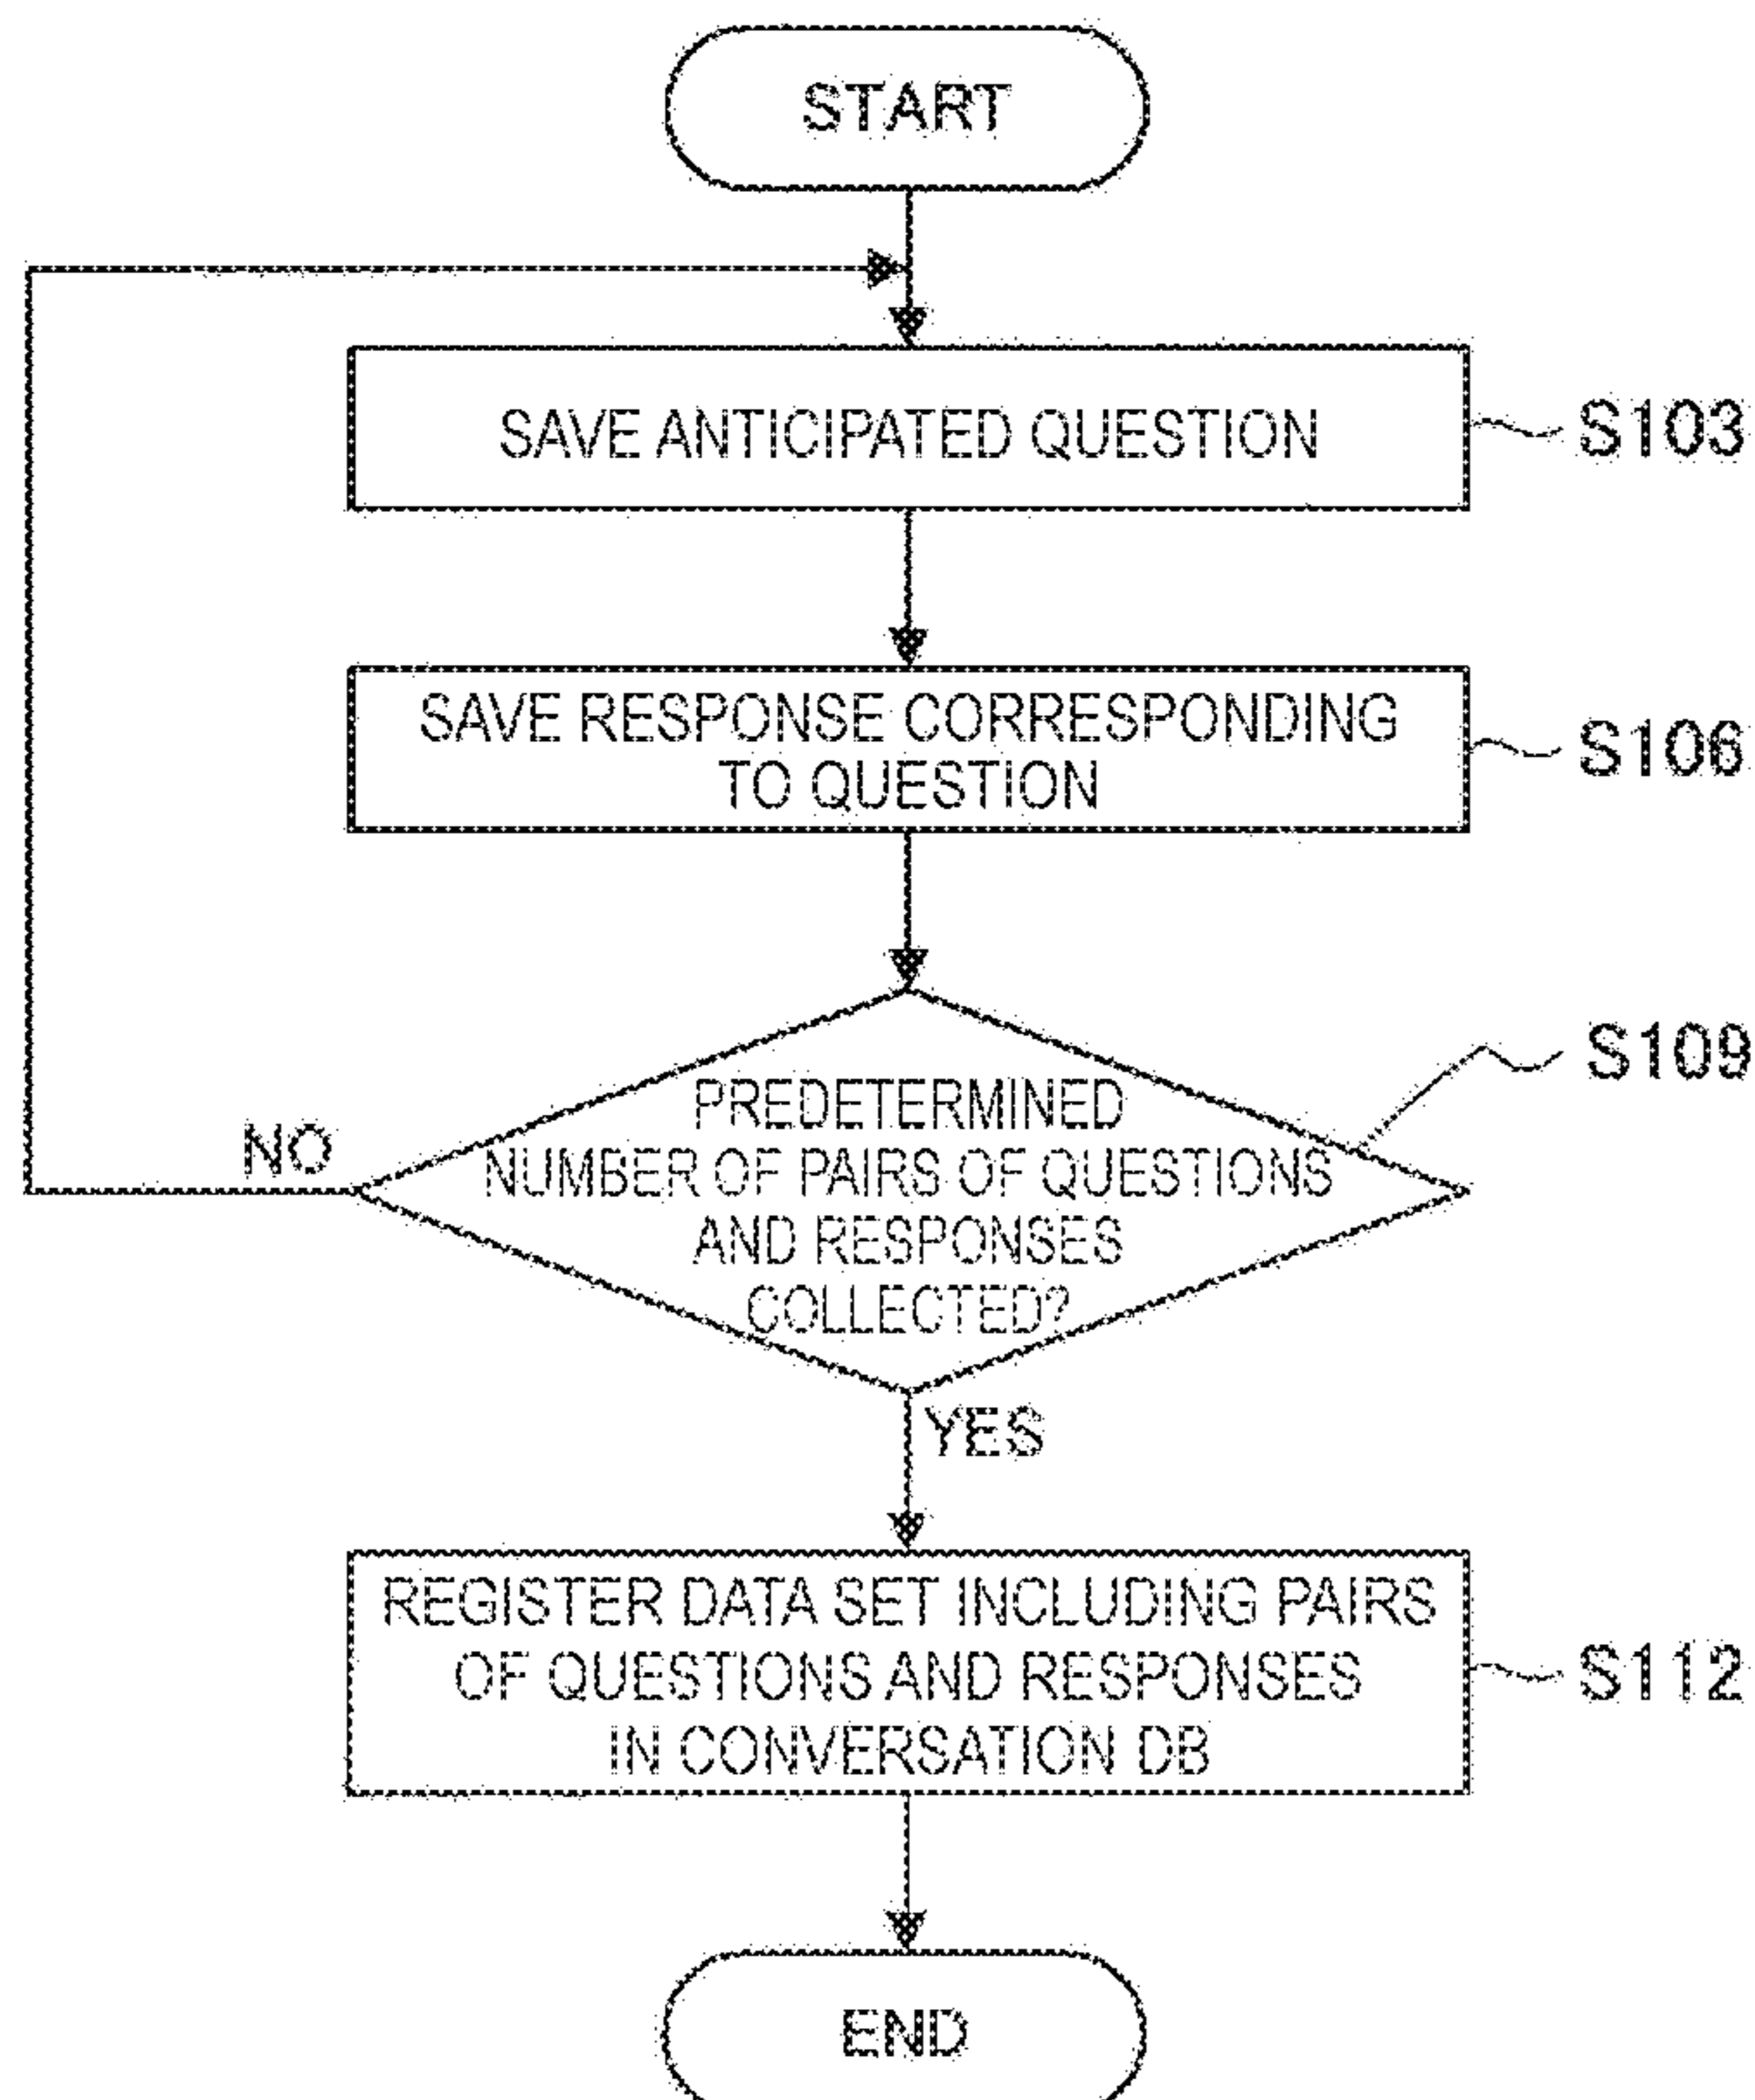 START
SAVE ANTICIPATED QUESTION
S103
SAVE RESPONSE CORRESPONDING
TO QUESTION
S106
PREDETERMINED
NUMBER OF PAIRS OF QUESTIONS
AND RESPONSES
COLLECTED?
S109
NO
YES
REGISTER DATA SET INCLUDING PAIRS
OF QUESTIONS AND RESPONSES
IN CONVERSATION DB
S112
END